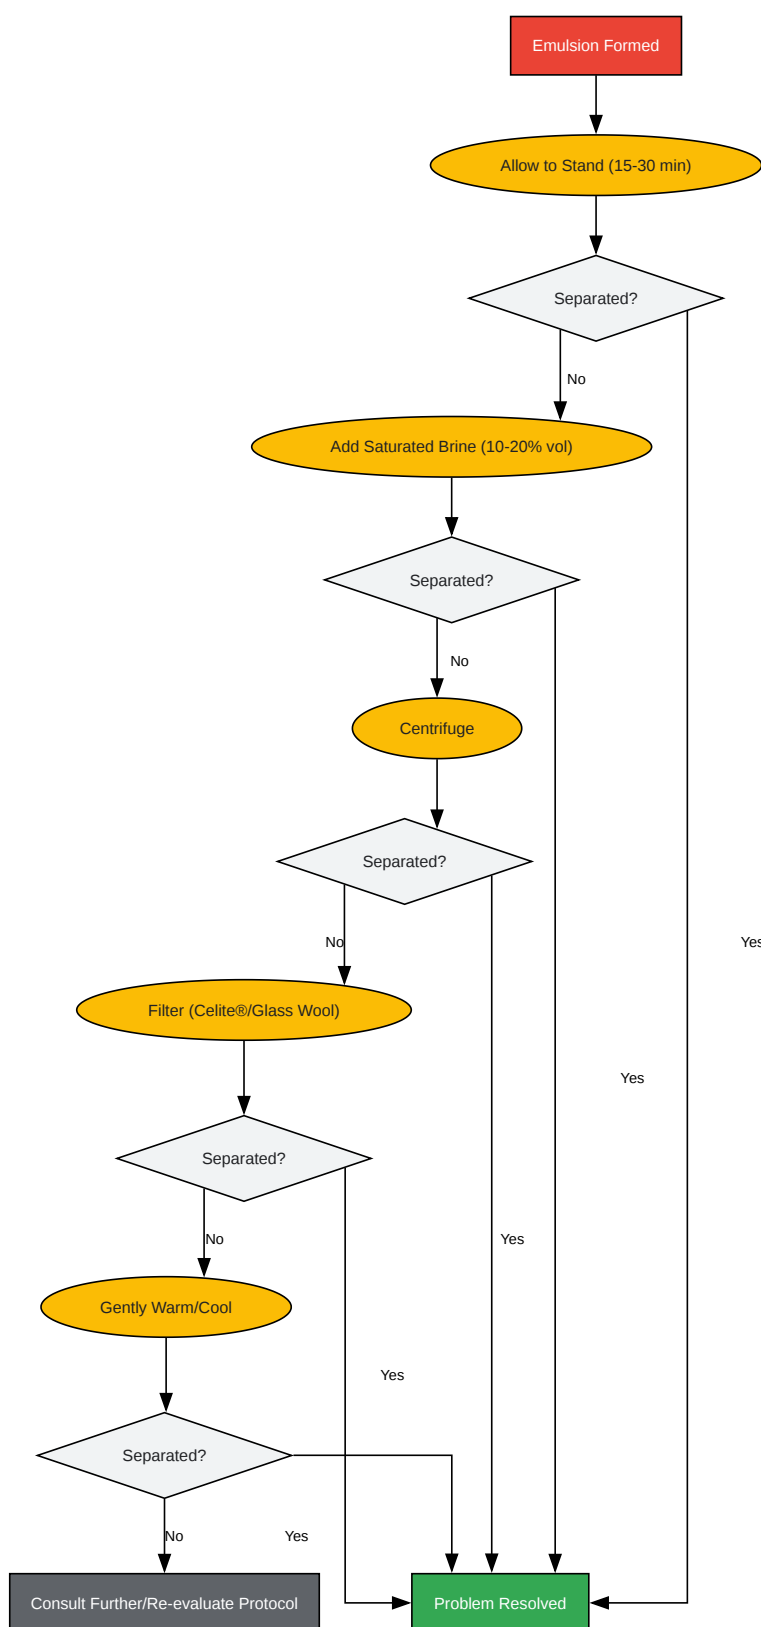 Emulsion Formed
Allow to Stand (15-30 min)
Separated?
No
Add Saturated Brine (10-20% vol)
Separated?
No
Centrifuge
Separated?
No
Yes
Filter (Celite®/Glass Wool)
Yes
Separated?
No
Yes
Gently Warm/Cool
Yes
Separated?
No
Yes
Consult Further/Re-evaluate Protocol
Problem Resolved